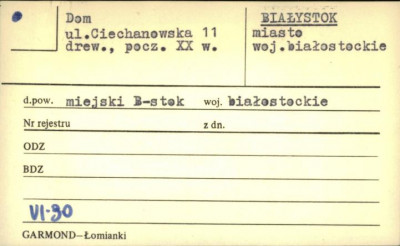 Dom
ul.Ciechanowska 11
drew., pocz. XX w.
BIAŁYSTOK
miasto
woj.białostockie
d.pow. miejski B-stok woj. białostockie
Nr rejestru z dn.
ODZ
BDZ
VI-90
GARMOND—Łomianki